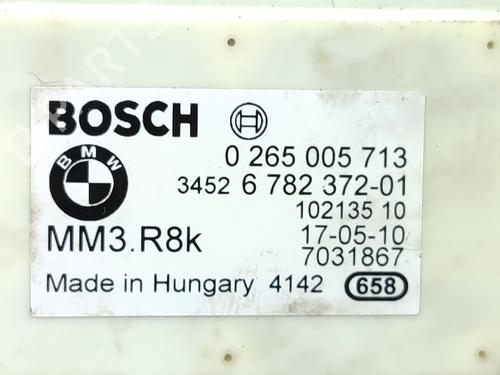 BOSCH
0 265 005 713
BMW
3452 6 782 372-01
102135 10
MM3.R8k
17-05-10
7031867
Made in Hungary 4142 658